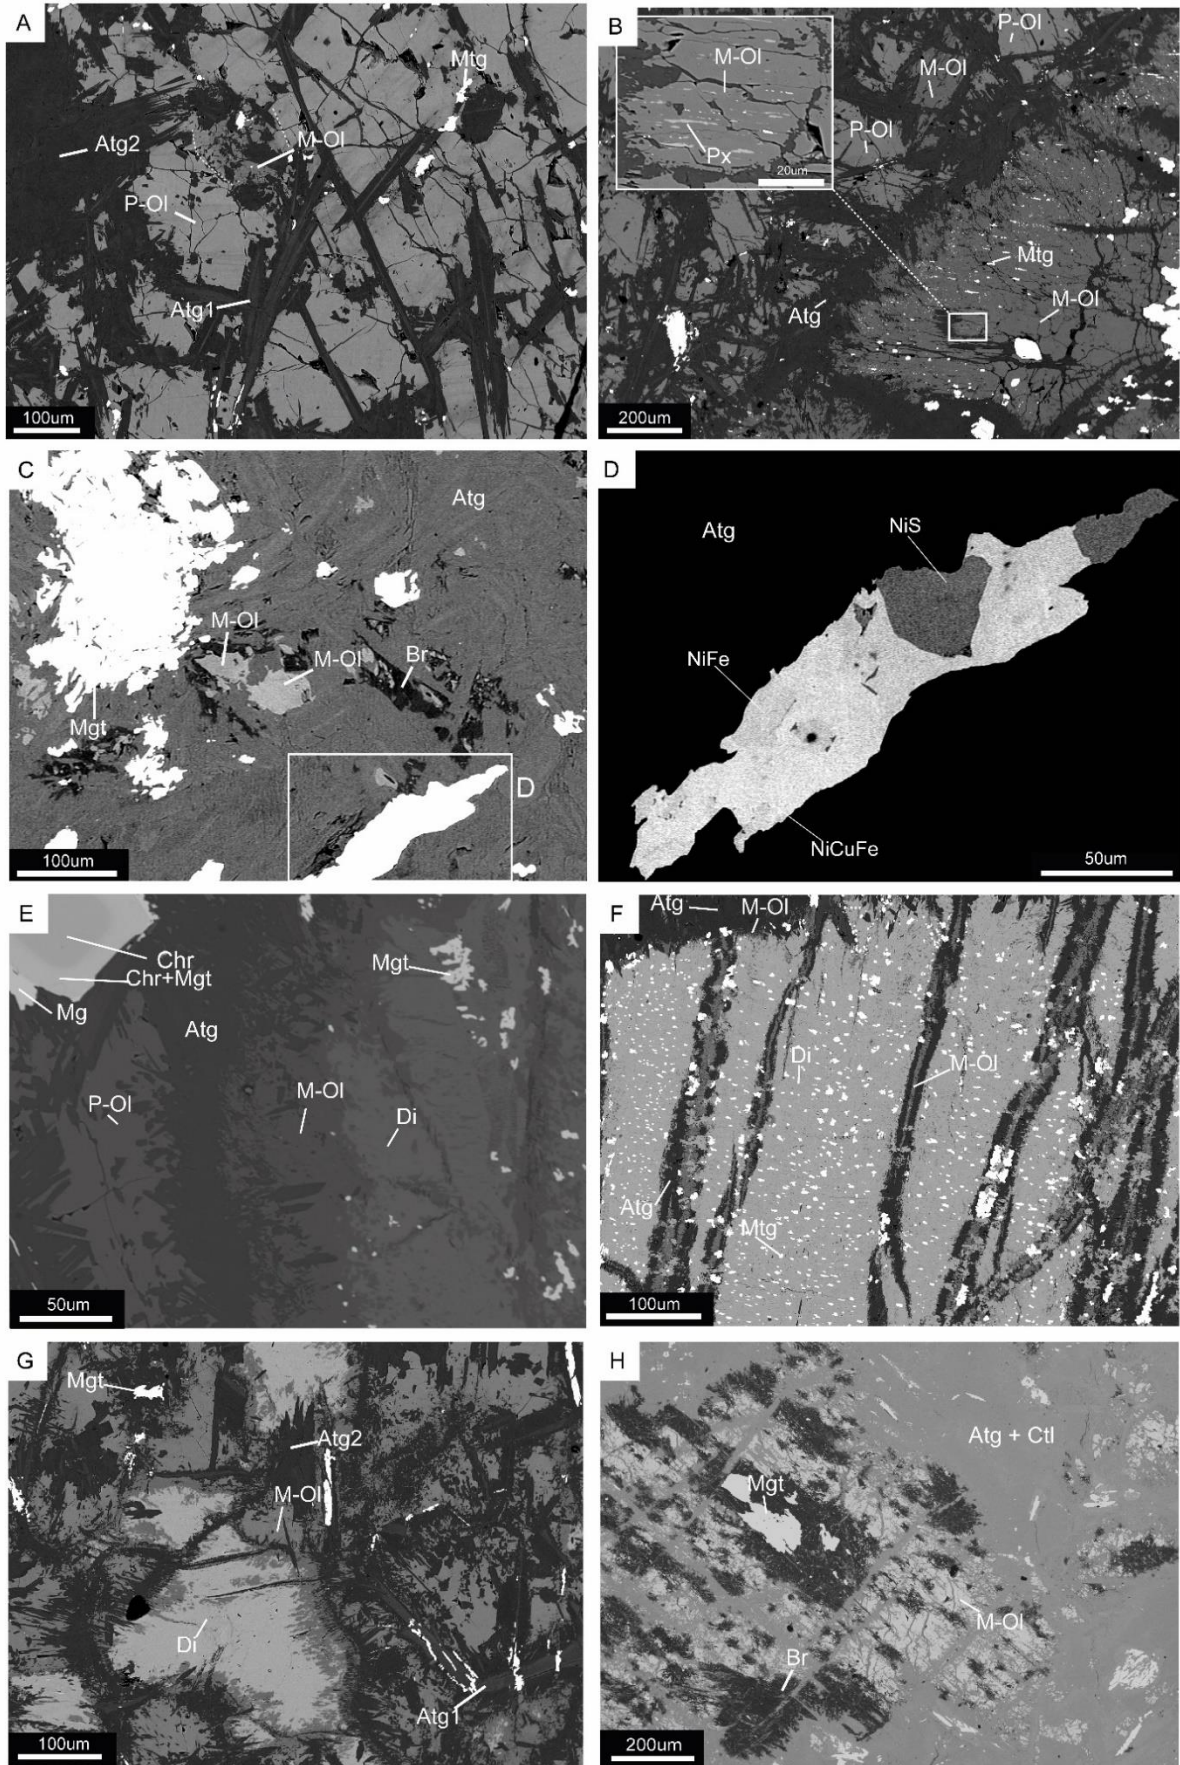 A
Mtg
Atg2
M-Ol
P-Ol
Atg1
100um
B
P-Ol
M-Ol
M-Ol
P-Ol
Px
20um
Mtg
M-Ol
Atg
200um
C
Atg
M-Ol
M-Ol
Br
Mgt
D
100um
D
Atg
NiS
NiFe
NiCuFe
50um
E
Chr
Chr+Mgt
Mg
Mgt
Atg
P-Ol
M-Ol
Di
50um
F
Atg
M-Ol
Di
M-Ol
Atg
Mtg
100um
G
Mgt
Atg2
M-Ol
Di
Atg1
100um
H
Atg + Ctl
Mgt
M-Ol
Br
200um